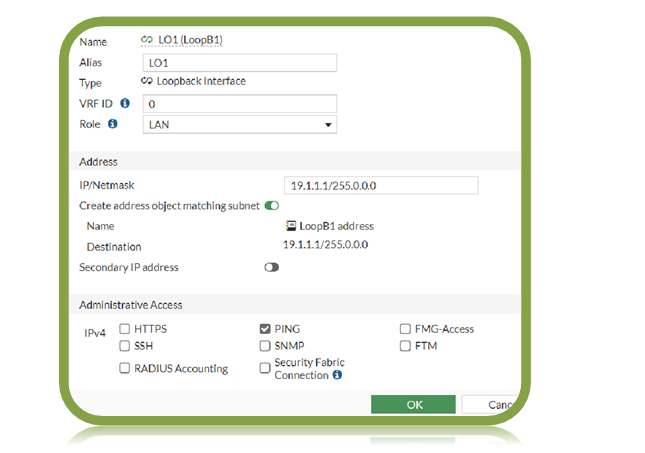 Name LO1 (LoopB1)
Alias LO1
Type Loopback Interface
VRF ID 0
Role LAN
Address
IP/Netmask 19.1.1.1/255.0.0.0
Create address object matching subnet
Name LoopB1 address
Destination 19.1.1.1/255.0.0.0
Secondary IP address
Administrative Access
IPv4 HTTPS PING FMG-Access
SSH SNMP FTM
RADIUS Accounting Security Fabric
Connection
OK Canc